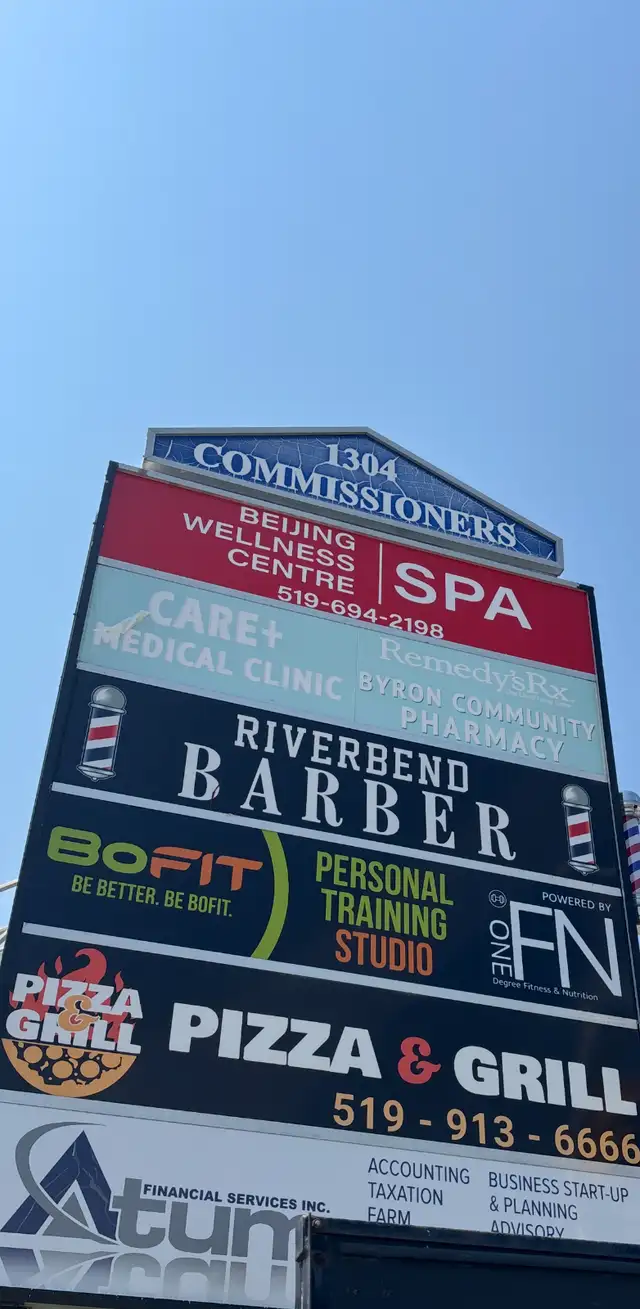 1304
COMMISSIONERS
BEIJING
WELLNESS
CENTRE
519-694-2198
SPA
CARE+
MEDICAL CLINIC
Remedy'sRx
BYRON COMMUNITY
PHARMACY
RIVERBEND
BARBER
BOFIT
BE BETTER. BE BOFIT.
PERSONAL
TRAINING
STUDIO
POWERED BY
ONE
FN
Degree Fitness & Nutrition
PIZZA
&
GRILL
PIZZA & GRILL
519 - 913 - 6666
Atum
FINANCIAL SERVICES INC.
ACCOUNTING
TAXATION
FARM
BUSINESS START-UP
& PLANNING
ADVISORY